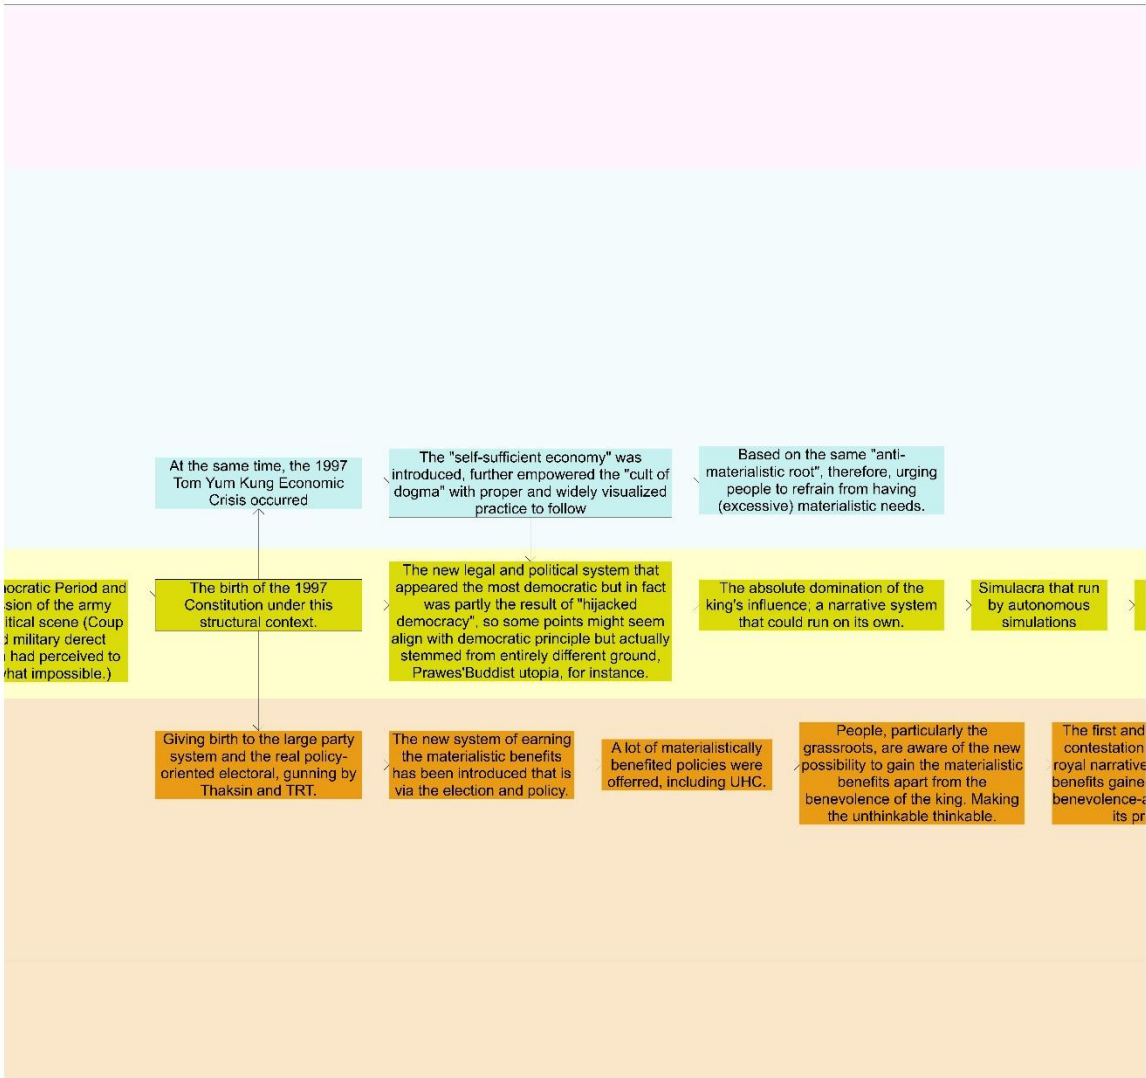 At the same time, the 1997
Tom Yum Kung Economic
Crisis occurred
The "self-sufficient economy" was
introduced, further empowered the "cult of
dogma" with proper and widely visualized
practice to follow
Based on the same "anti-
materialistic root", therefore, urging
people to refrain from having
(excessive) materialistic needs.
Period and
of the army
scene (Coup
military derect
had perceived to
impossible.)
The birth of the 1997
Constitution under this
structural context.
The new legal and political system that
appeared the most democratic but in fact
was partly the result of "hijacked
democracy", so some points might seem
align with democratic principle but actually
stemmed from entirely different ground,
Prawes'Buddist utopia, for instance.
The absolute domination of the
king's influence; a narrative system
that could run on its own.
Simulacra that run
by autonomous
simulations
Giving birth to the large party
system and the real policy-
oriented electoral, gunning by
Thaksin and TRT.
The new system of earning
the materialistic benefits
has been introduced that is
via the election and policy.
A lot of materialistically
benefited policies were
offerred, including UHC.
People, particularly the
grassroots, are aware of the new
possibility to gain the materialistic
benefits apart from the
benevolence of the king. Making
the unthinkable thinkable.
The first and
contestation
royal narrative
benefits
its